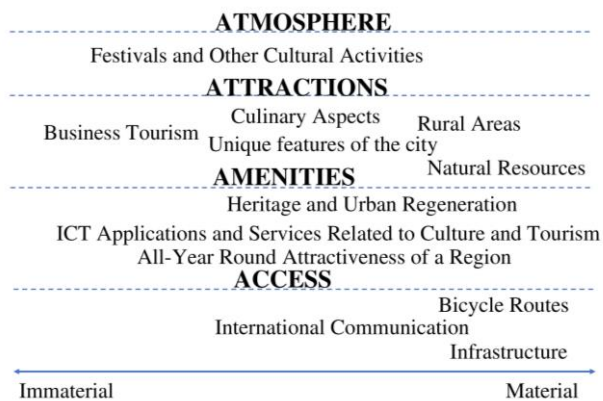 ATMOSPHERE
Festivals and Other Cultural Activities
ATTRACTIONS
Culinary Aspects
Business Tourism
Rural Areas
Unique features of the city
Natural Resources
AMENITIES
Heritage and Urban Regeneration
ICT Applications and Services Related to Culture and Tourism
All-Year Round Attractiveness of a Region
ACCESS
Bicycle Routes
International Communication
Infrastructure
Immaterial
Material